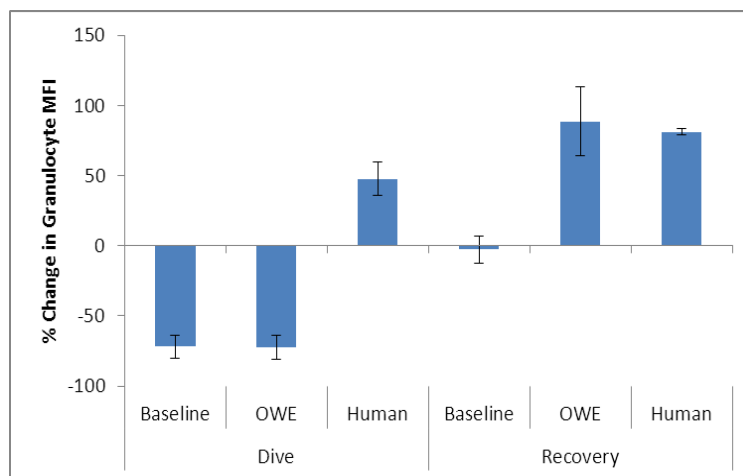 150
100
50
0
-50
-100
% Change in Granulocyte MFI
Baseline OWE Human Baseline OWE Human
Dive Recovery